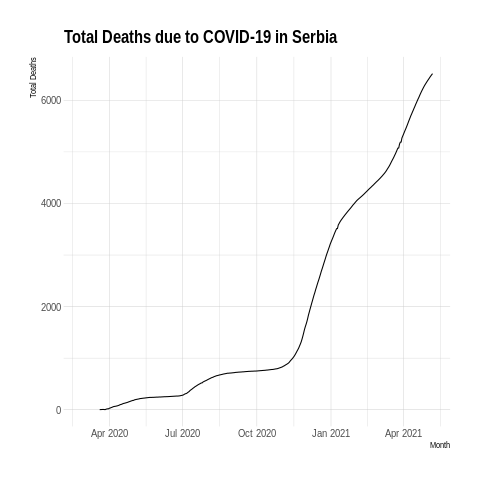 Total Deaths due to COVID-19 in Serbia
Total Deaths
6000
4000
2000
0
Apr 2020
Jul 2020
Oct 2020
Jan 2021
Apr 2021
Month